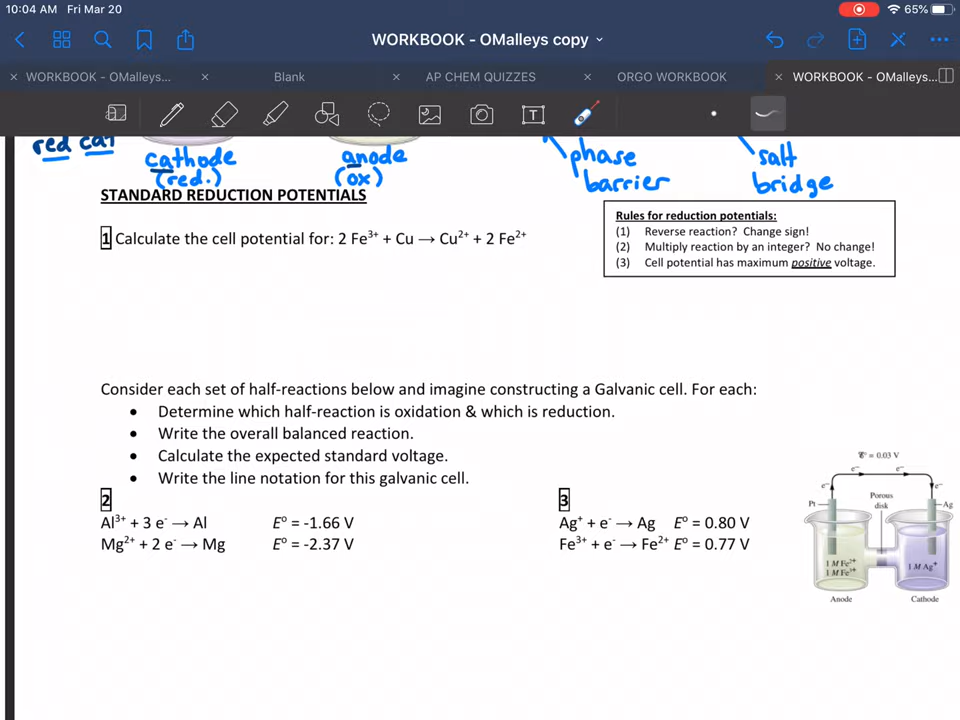 10:04 AM Fri Mar 20
65%
WORKBOOK - OMalleys copy
WORKBOOK - OMalleys...
Blank
AP CHEM QUIZZES
ORGO WORKBOOK
WORKBOOK - OMalleys...
T
red cat
cathode
(red.)
anode
(ox)
phase
barrier
salt
bridge
STANDARD REDUCTION POTENTIALS
1 Calculate the cell potential for: 2 Fe³⁺ + Cu → Cu²⁺ + 2 Fe²⁺
Rules for reduction potentials:
(1) Reverse reaction? Change sign!
(2) Multiply reaction by an integer? No change!
(3) Cell potential has maximum positive voltage.
Consider each set of half-reactions below and imagine constructing a Galvanic cell. For each:
• Determine which half-reaction is oxidation & which is reduction.
• Write the overall balanced reaction.
• Calculate the expected standard voltage.
• Write the line notation for this galvanic cell.
2
Al³⁺ + 3 e⁻ → Al E° = -1.66 V
Mg²⁺ + 2 e⁻ → Mg E° = -2.37 V
3
Ag⁺ + e⁻ → Ag E° = 0.80 V
Fe³⁺ + e⁻ → Fe²⁺ E° = 0.77 V
ℰ° = 0.03 V
e⁻ e⁻
e⁻ e⁻
Pt Porous disk Ag
1 M Fe²⁺
1 M Fe³⁺
1 M Ag⁺
Anode Cathode